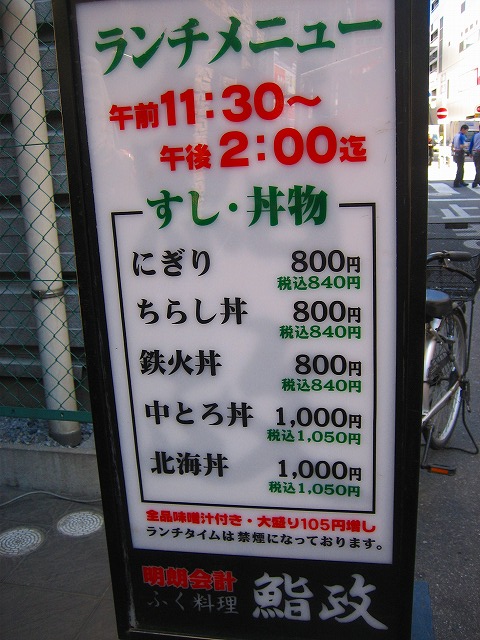 ランチメニュー
午前11:30〜
午後2:00迄
すし・丼物
にぎり 800円
税込840円
ちらし丼 800円
税込840円
鉄火丼 800円
税込840円
中とろ丼 1,000円
税込1,050円
北海丼 1,000円
税込1,050円
全品味噌汁付き・大盛り105円増し
ランチタイムは禁煙になっております。
明朗会計
ふく料理 鮨政